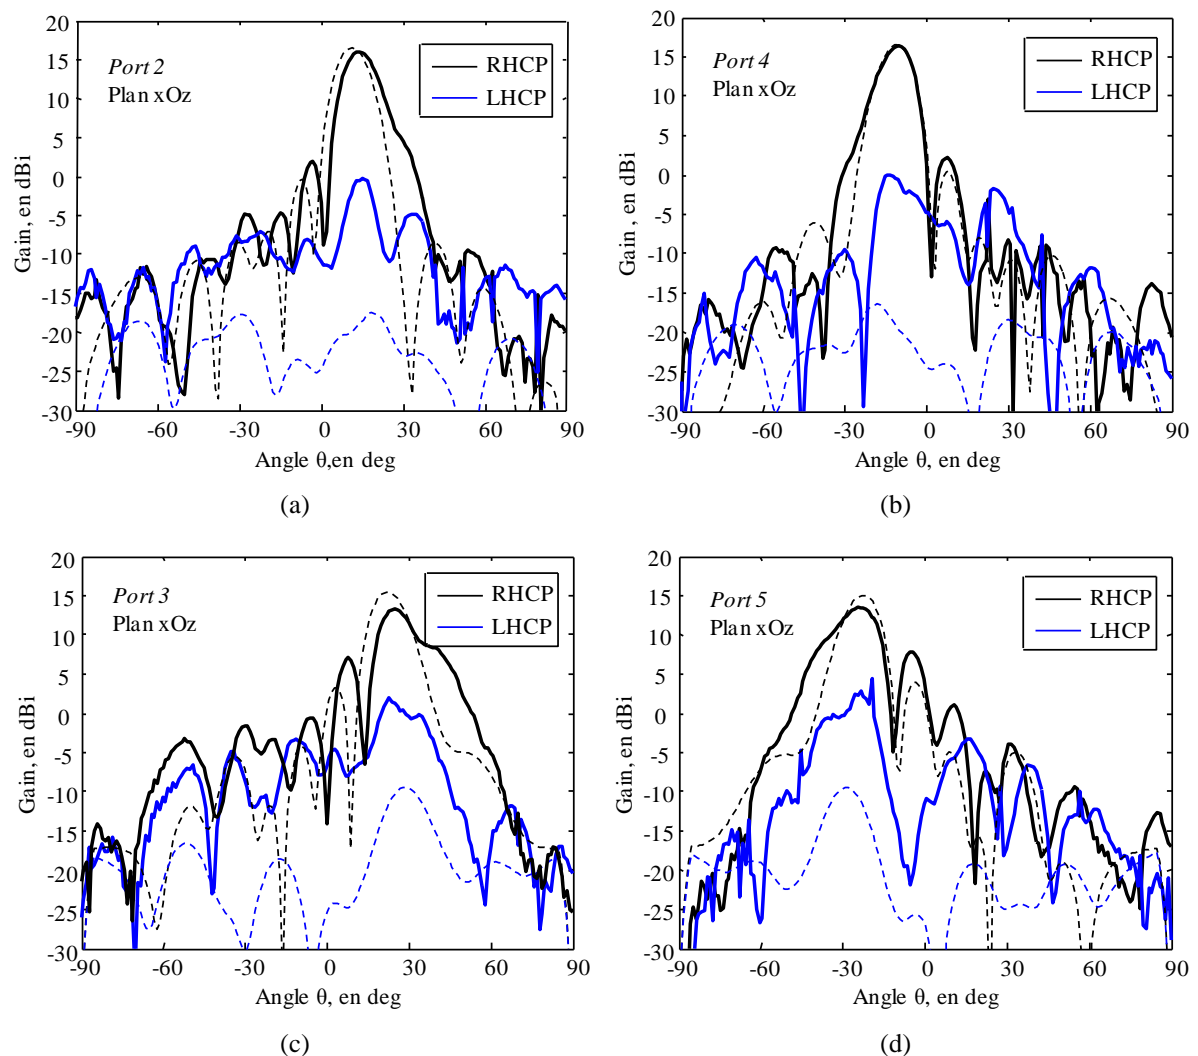 20
15
10
5
0
-5
-10
-15
-20
-25
-30
Gain, en dBi
Port 2
Plan xOz
RHCP
LHCP
-90 -60 -30 0 30 60 90
Angle θ,en deg
(a)
20
15
10
5
0
-5
-10
-15
-20
-25
-30
Gain , en dBi
Port 4
Plan xOz
RHCP
LHCP
-90 -60 -30 0 30 60 90
Angle θ, en deg
(b)
20
15
10
5
0
-5
-10
-15
-20
-25
-30
Gain, en dBi
Port 3
Plan xOz
RHCP
LHCP
-90 -60 -30 0 30 60 90
Angle θ, en deg
(c)
20
15
10
5
0
-5
-10
-15
-20
-25
-30
Gain, en dBi
Port 5
Plan xOz
RHCP
LHCP
-90 -60 -30 0 30 60 90
Angle θ, en deg
(d)